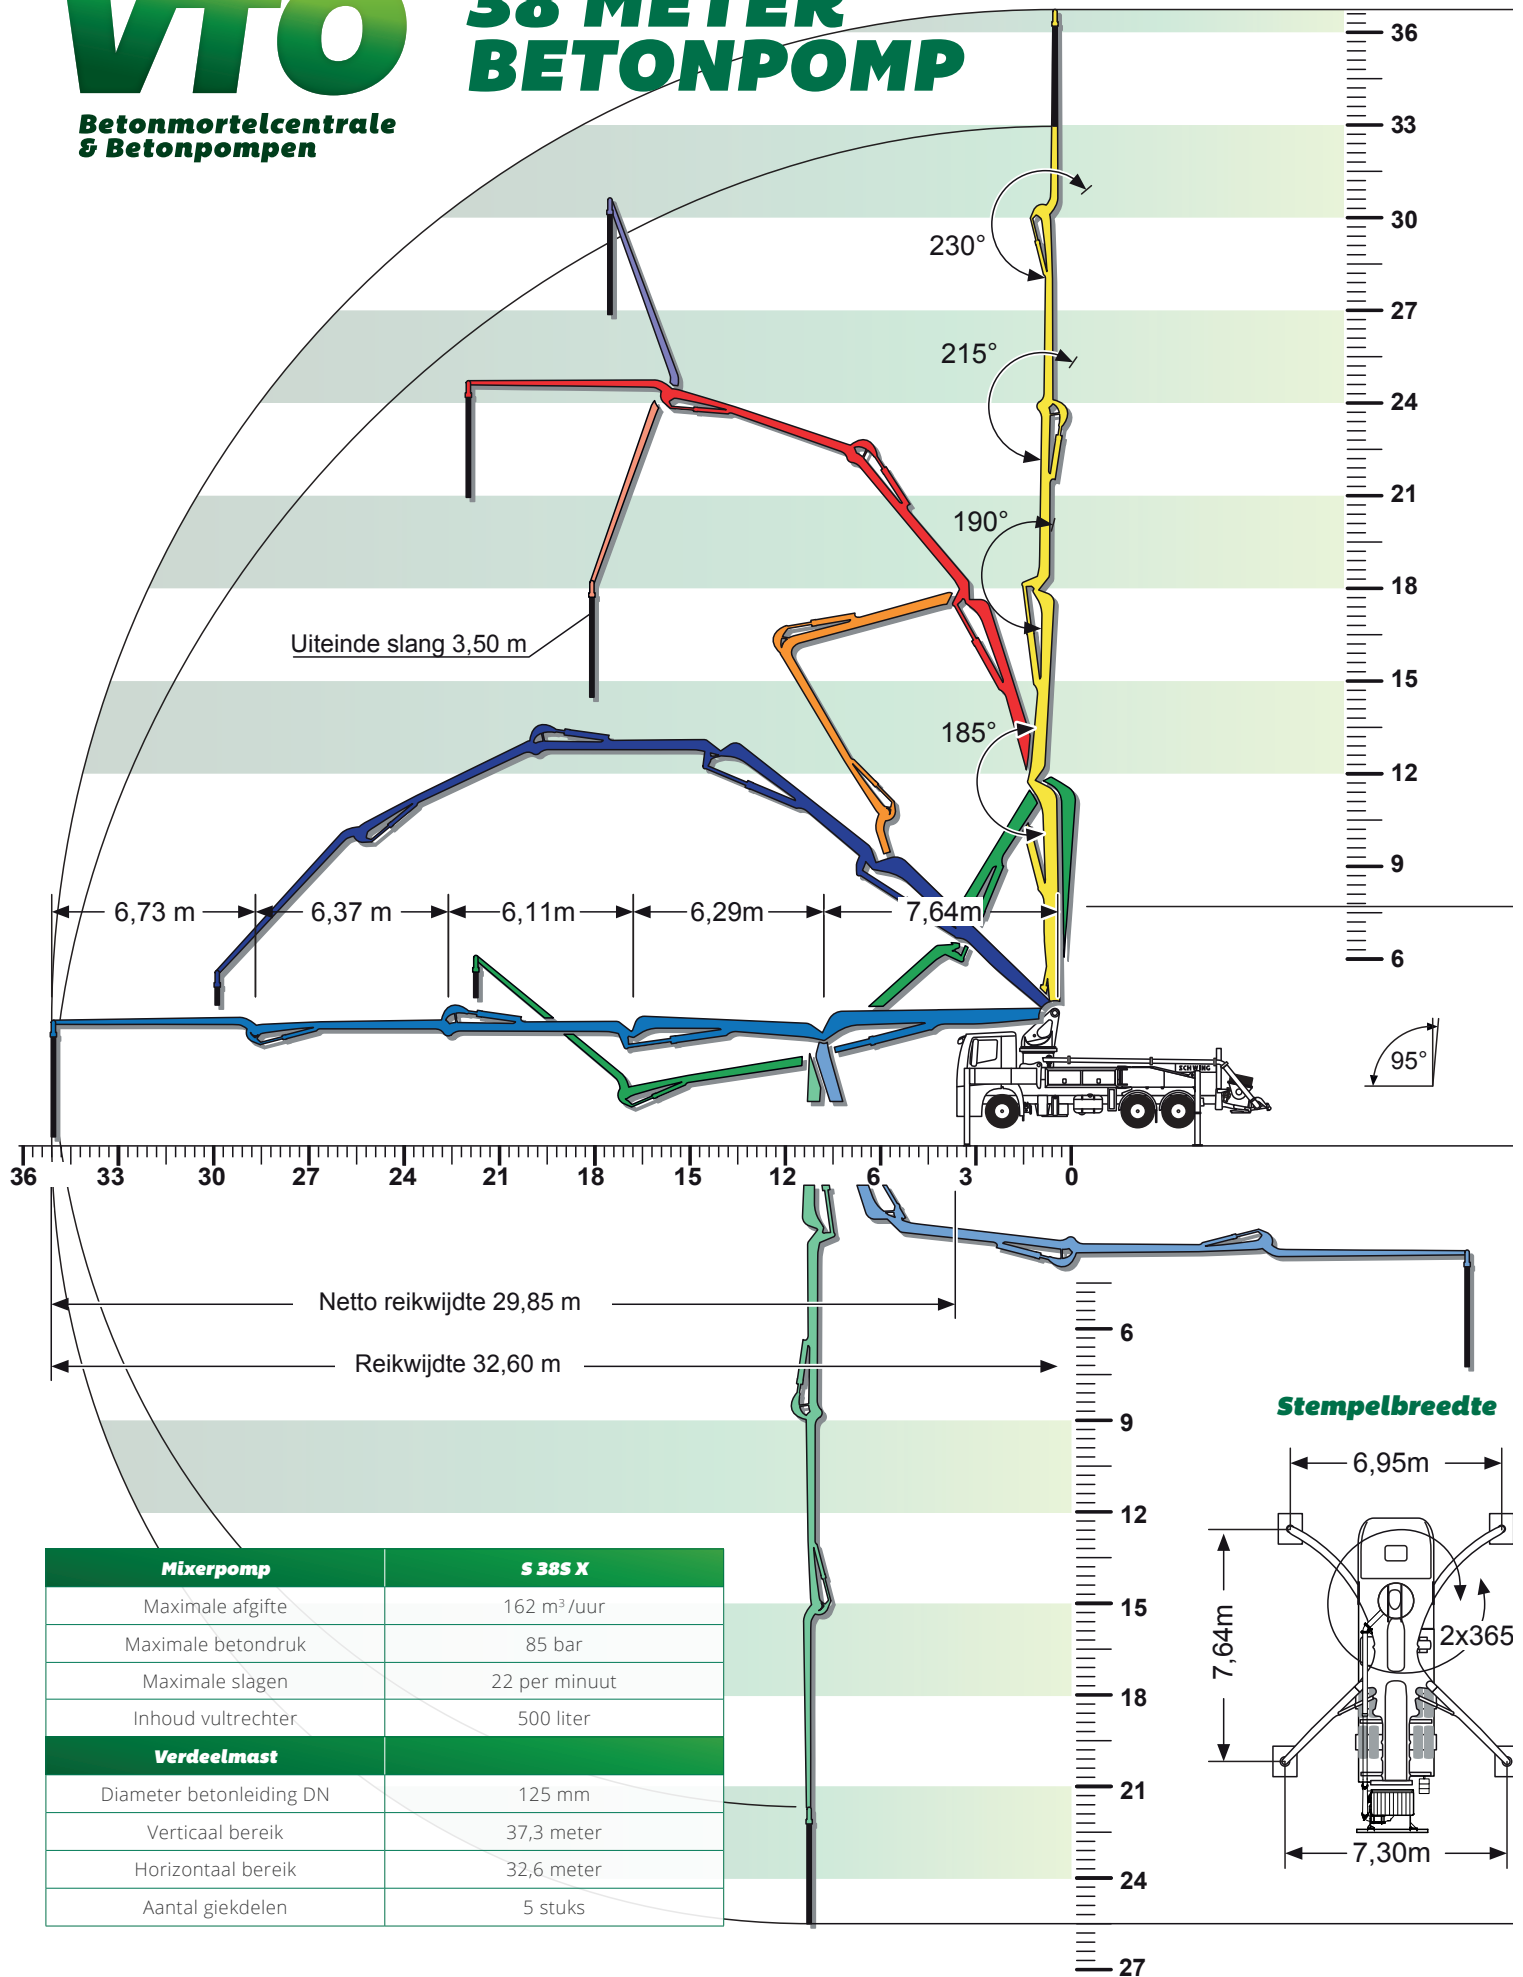 VTO
Betonmortelcentrale
& Betonpompen
38 METER
BETONPOMP
36
33
30
27
24
21
18
15
12
9
6
230°
215°
190°
185°
Uiteinde slang 3,50 m
6,73 m
6,37 m
6,11m
6,29m
7,64m
SCHWING
95°
36
33
30
27
24
21
18
15
12
6
3
0
Netto reikwijdte 29,85 m
Reikwijdte 32,60 m
6
9
12
15
18
21
24
27
Stempelbreedte
6,95m
7,64m
2x365
7,30m
Mixerpomp S 38S X
Maximale afgifte 162 m³/uur
Maximale betondruk 85 bar
Maximale slagen 22 per minuut
Inhoud vultrechter 500 liter
Verdeelmast
Diameter betonleiding DN 125 mm
Verticaal bereik 37,3 meter
Horizontaal bereik 32,6 meter
Aantal giekdelen 5 stuks